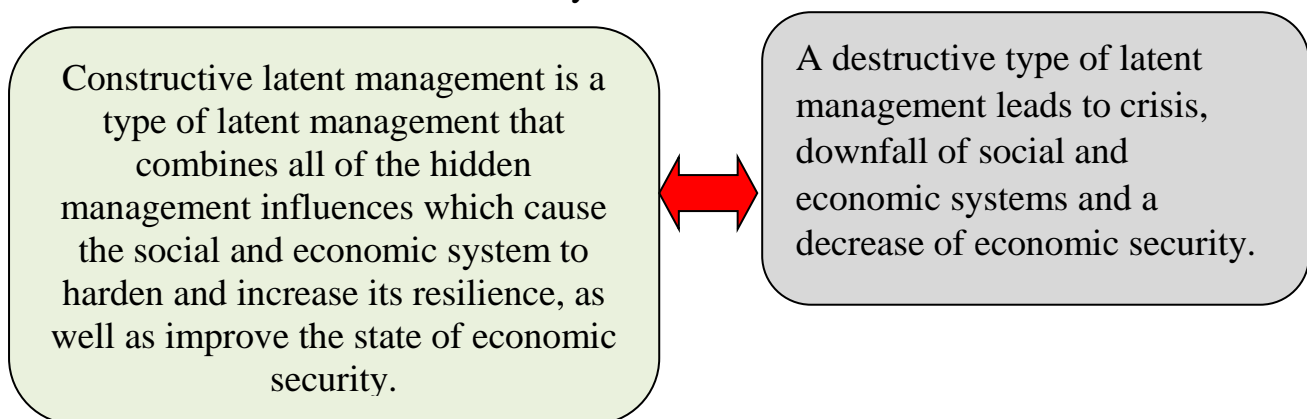 Constructive latent management is a
type of latent management that
combines all of the hidden
management influences which cause
the social and economic system to
harden and increase its resilience, as
well as improve the state of economic
security.
A destructive type of latent
management leads to crisis,
downfall of social and
economic systems and a
decrease of economic security.